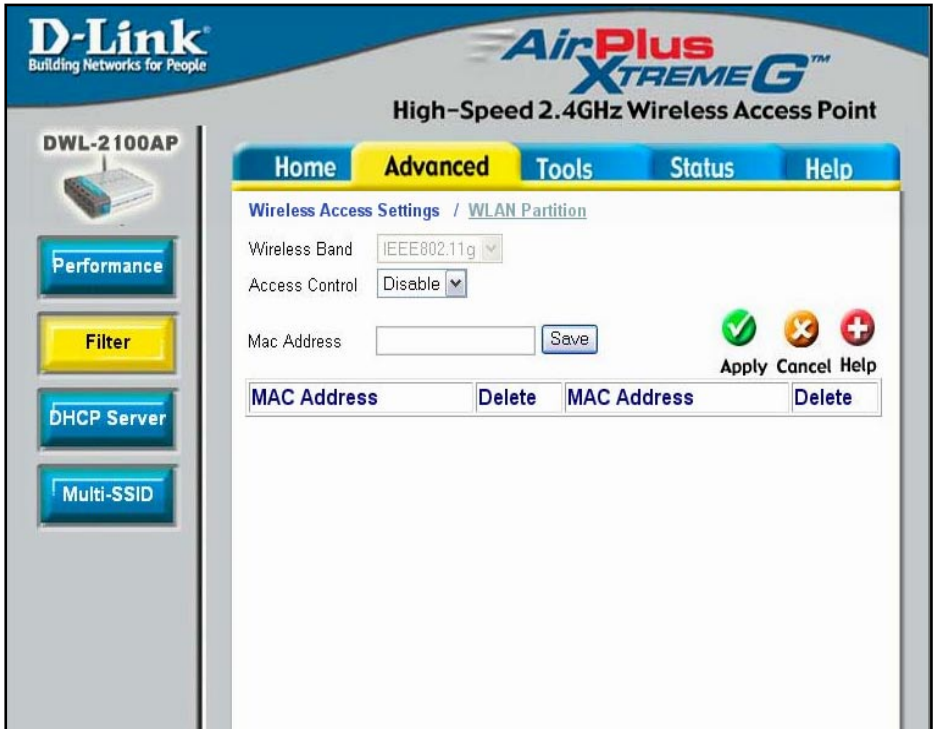 D-Link
Building Networks for People
AirPlus
XTREME G™
High-Speed 2.4GHz Wireless Access Point
DWL-2100AP
Home Advanced Tools Status Help
Wireless Access Settings / WLAN Partition
Wireless Band IEEE802.11g
Access Control Disable
Mac Address Save
Apply Cancel Help
MAC Address Delete MAC Address Delete
Performance
Filter
DHCP Server
Multi-SSID